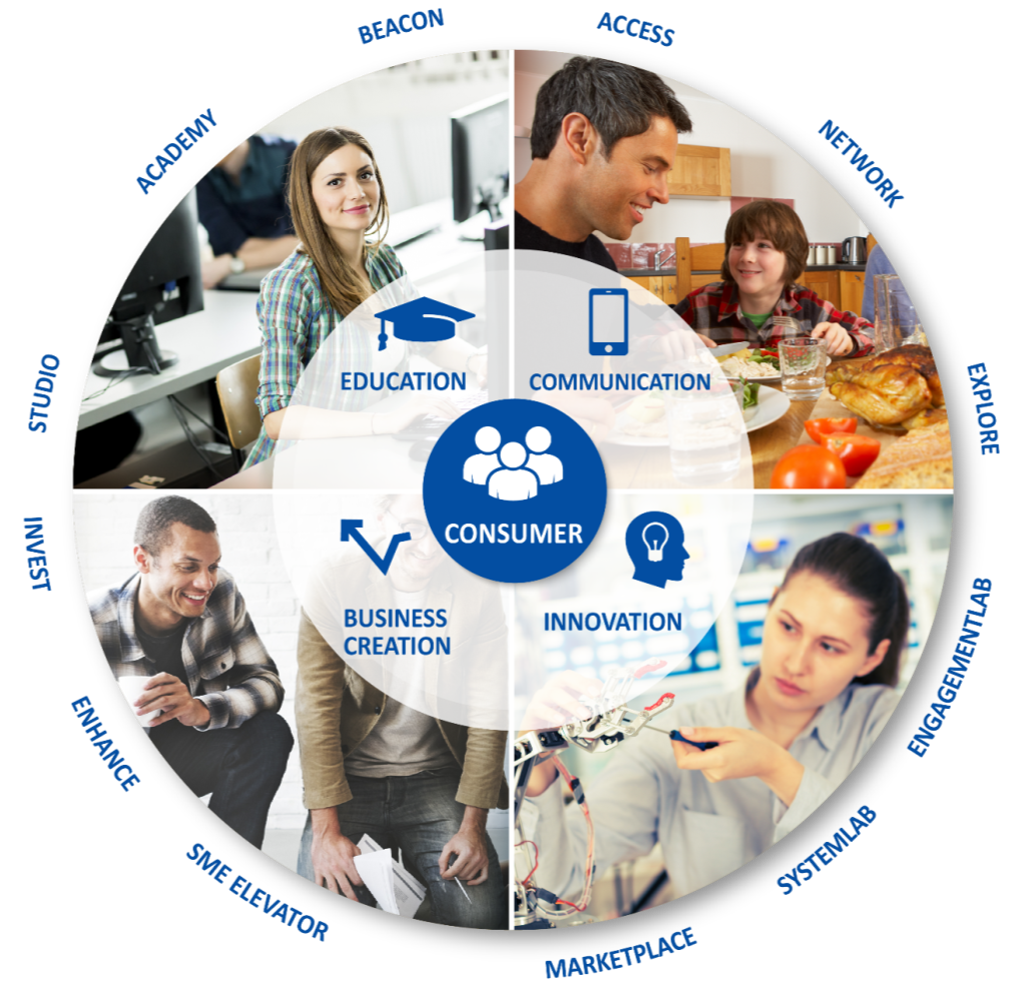 BEACON
ACCESS
ACADEMY
NETWORK
STUDIO
EXPLORE
EDUCATION
COMMUNICATION
CONSUMER
INVEST
BUSINESS
CREATION
INNOVATION
ENGAGEMENTLAB
ENHANCE
SYSTEMLAB
SME ELEVATOR
MARKETPLACE